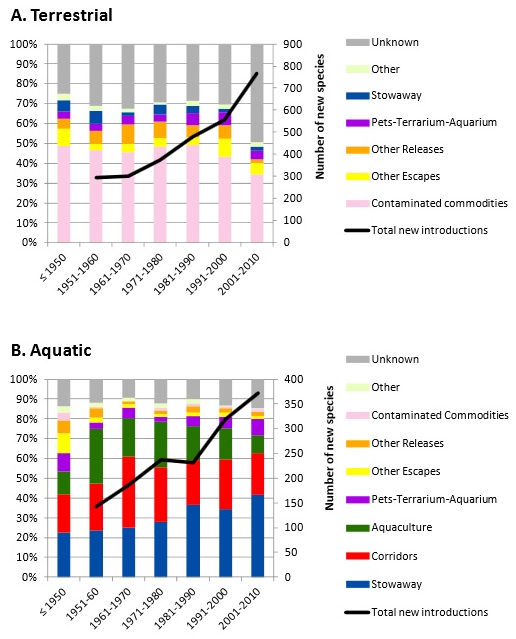 A. Terrestrial
100%
90%
80%
70%
60%
50%
40%
30%
20%
10%
0%
900
800
700
600
500
400
300
200
100
0
Number of new species
≤ 1950
1951-1960
1961-1970
1971-1980
1981-1990
1991-2000
2001-2010
Unknown
Other
Stowaway
Pets-Terrarium-Aquarium
Other Releases
Other Escapes
Contaminated commodities
Total new introductions
B. Aquatic
100%
90%
80%
70%
60%
50%
40%
30%
20%
10%
0%
400
350
300
250
200
150
100
50
0
Number of new species
≤ 1950
1951-60
1961-1970
1971-1980
1981-1990
1991-2000
2001-2010
Unknown
Other
Contaminated Commodities
Other Releases
Other Escapes
Pets-Terrarium-Aquarium
Aquaculture
Corridors
Stowaway
Total new introductions